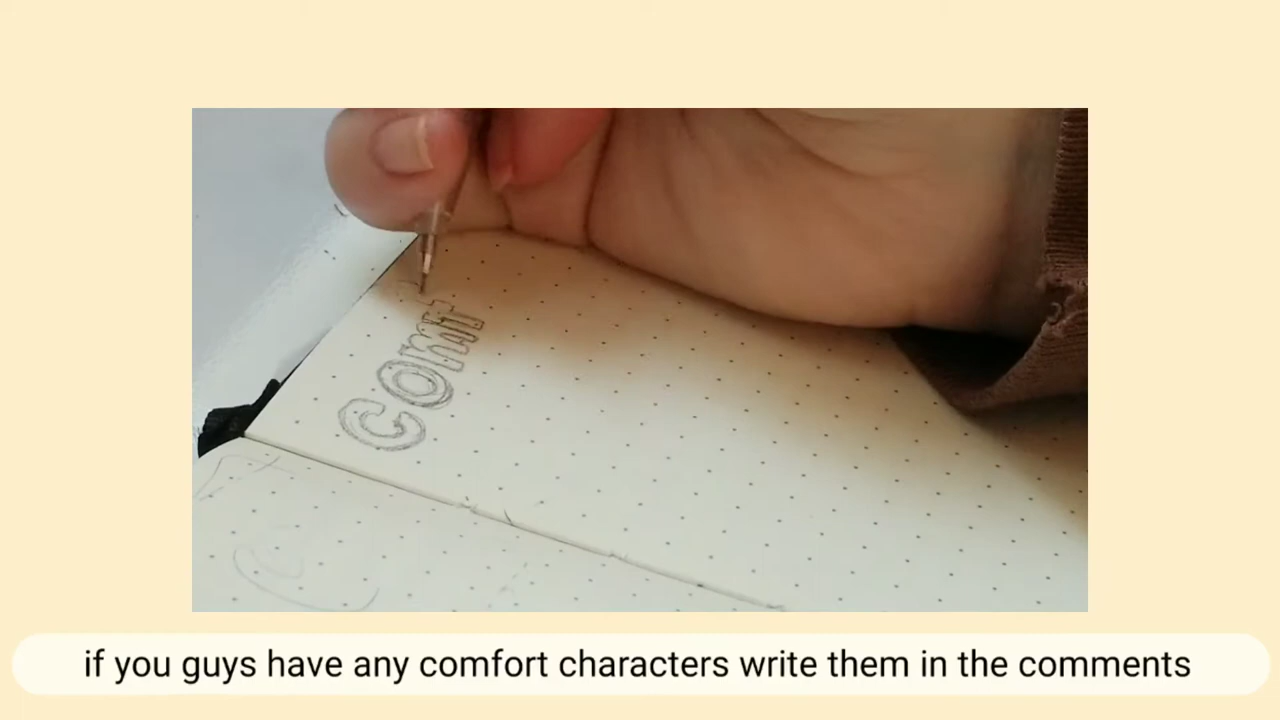 Comf
if you guys have any comfort characters write them in the comments